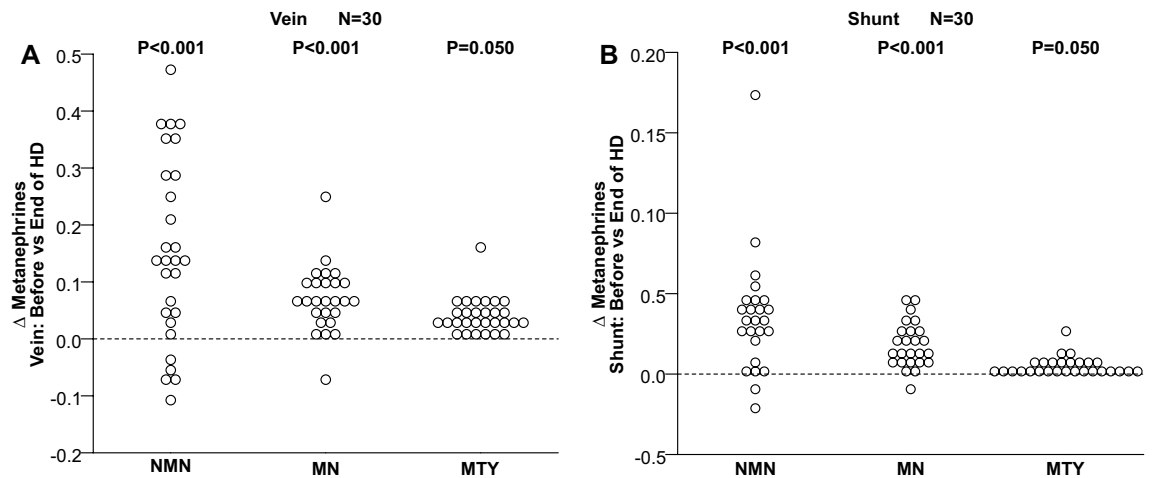 Vein N=30
A
P<0.001 P<0.001 P=0.050
Δ Metanephrines
Vein: Before vs End of HD
0.5
0.4
0.3
0.2
0.1
0.0
-0.1
-0.2
NMN MN MTY
Shunt N=30
B
P<0.001 P<0.001 P=0.050
Δ Metanephrines
Shunt: Before vs End of HD
0.20
0.15
0.10
0.5
0.0
-0.5
NMN MN MTY